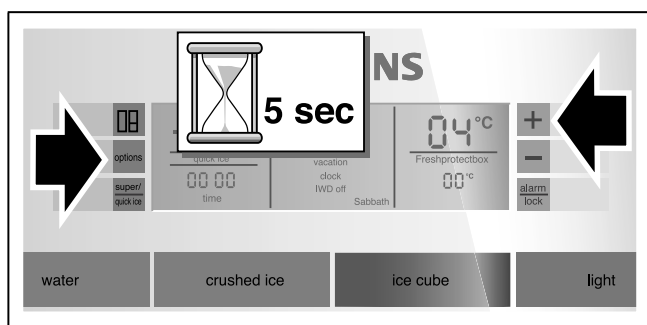 NS
5 sec
options
super/
quick ice
quick ice
00 00
time
vacation
clock
IWD off
Sabbath
04 °C
Freshprotectbox
00 °C
+
−
alarm
lock
water
crushed ice
ice cube
light